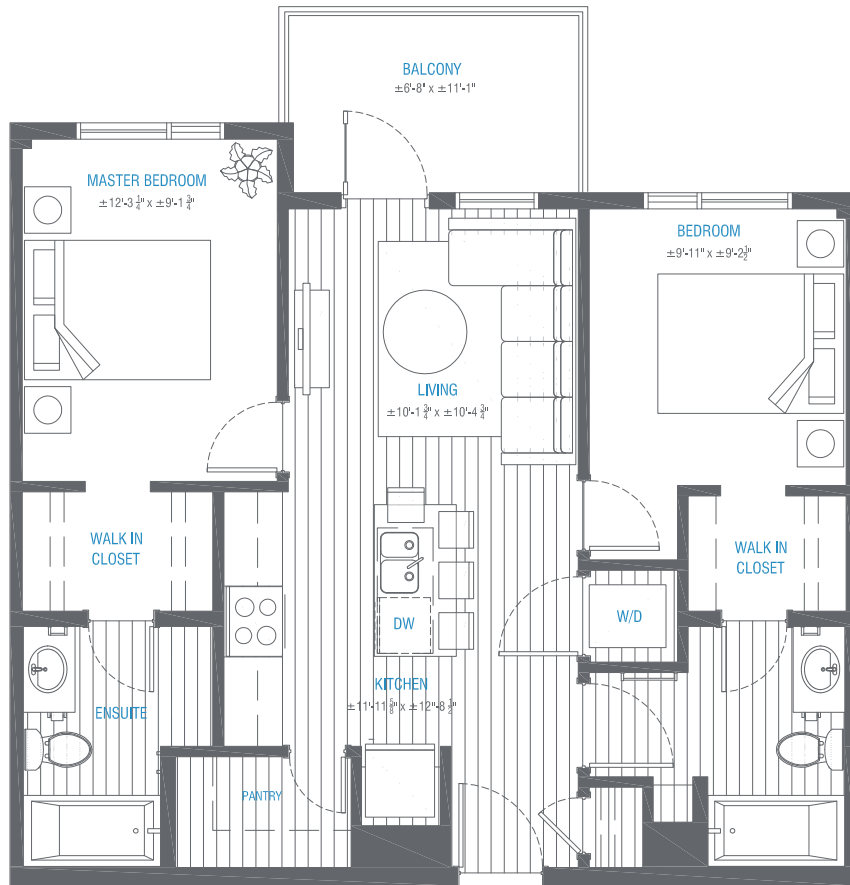 BALCONY
±6'-8" x ±11'-1"
MASTER BEDROOM
±12'-3 1/4" x ±9'-1 3/4"
BEDROOM
±9'-11" x ±9'-2 1/2"
LIVING
±10'-1 3/4" x ±10'-4 3/4"
WALK IN
CLOSET
WALK IN
CLOSET
DW
W/D
KITCHEN
±11'-11 5/8" x ±12"-8 1/2"
ENSUITE
PANTRY